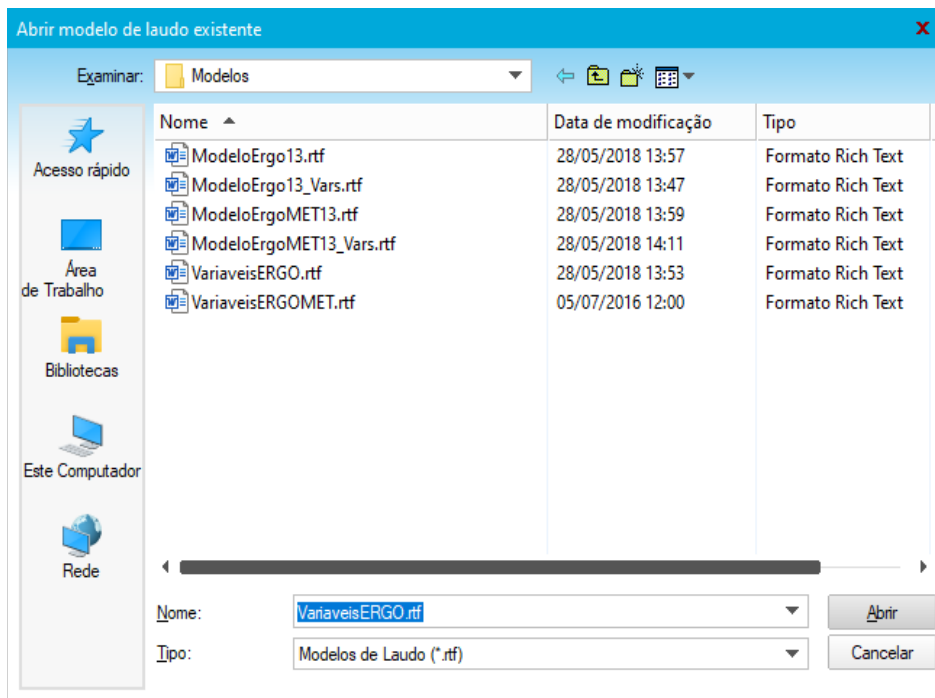 Abrir modelo de laudo existente
x
Examinar:
Modelos
Acesso rápido
Área
de Trabalho
Bibliotecas
Este Computador
Rede
Nome
Data de modificação
Tipo
ModeloErgo13.rtf 28/05/2018 13:57 Formato Rich Text
ModeloErgo13_Vars.rtf 28/05/2018 13:47 Formato Rich Text
ModeloErgoMET13.rtf 28/05/2018 13:59 Formato Rich Text
ModeloErgoMET13_Vars.rtf 28/05/2018 14:11 Formato Rich Text
VariaveisERGO.rtf 28/05/2018 13:53 Formato Rich Text
VariaveisERGOMET.rtf 05/07/2016 12:00 Formato Rich Text
Nome: VariaveisERGO.rtf Abrir
Tipo: Modelos de Laudo (*.rtf) Cancelar